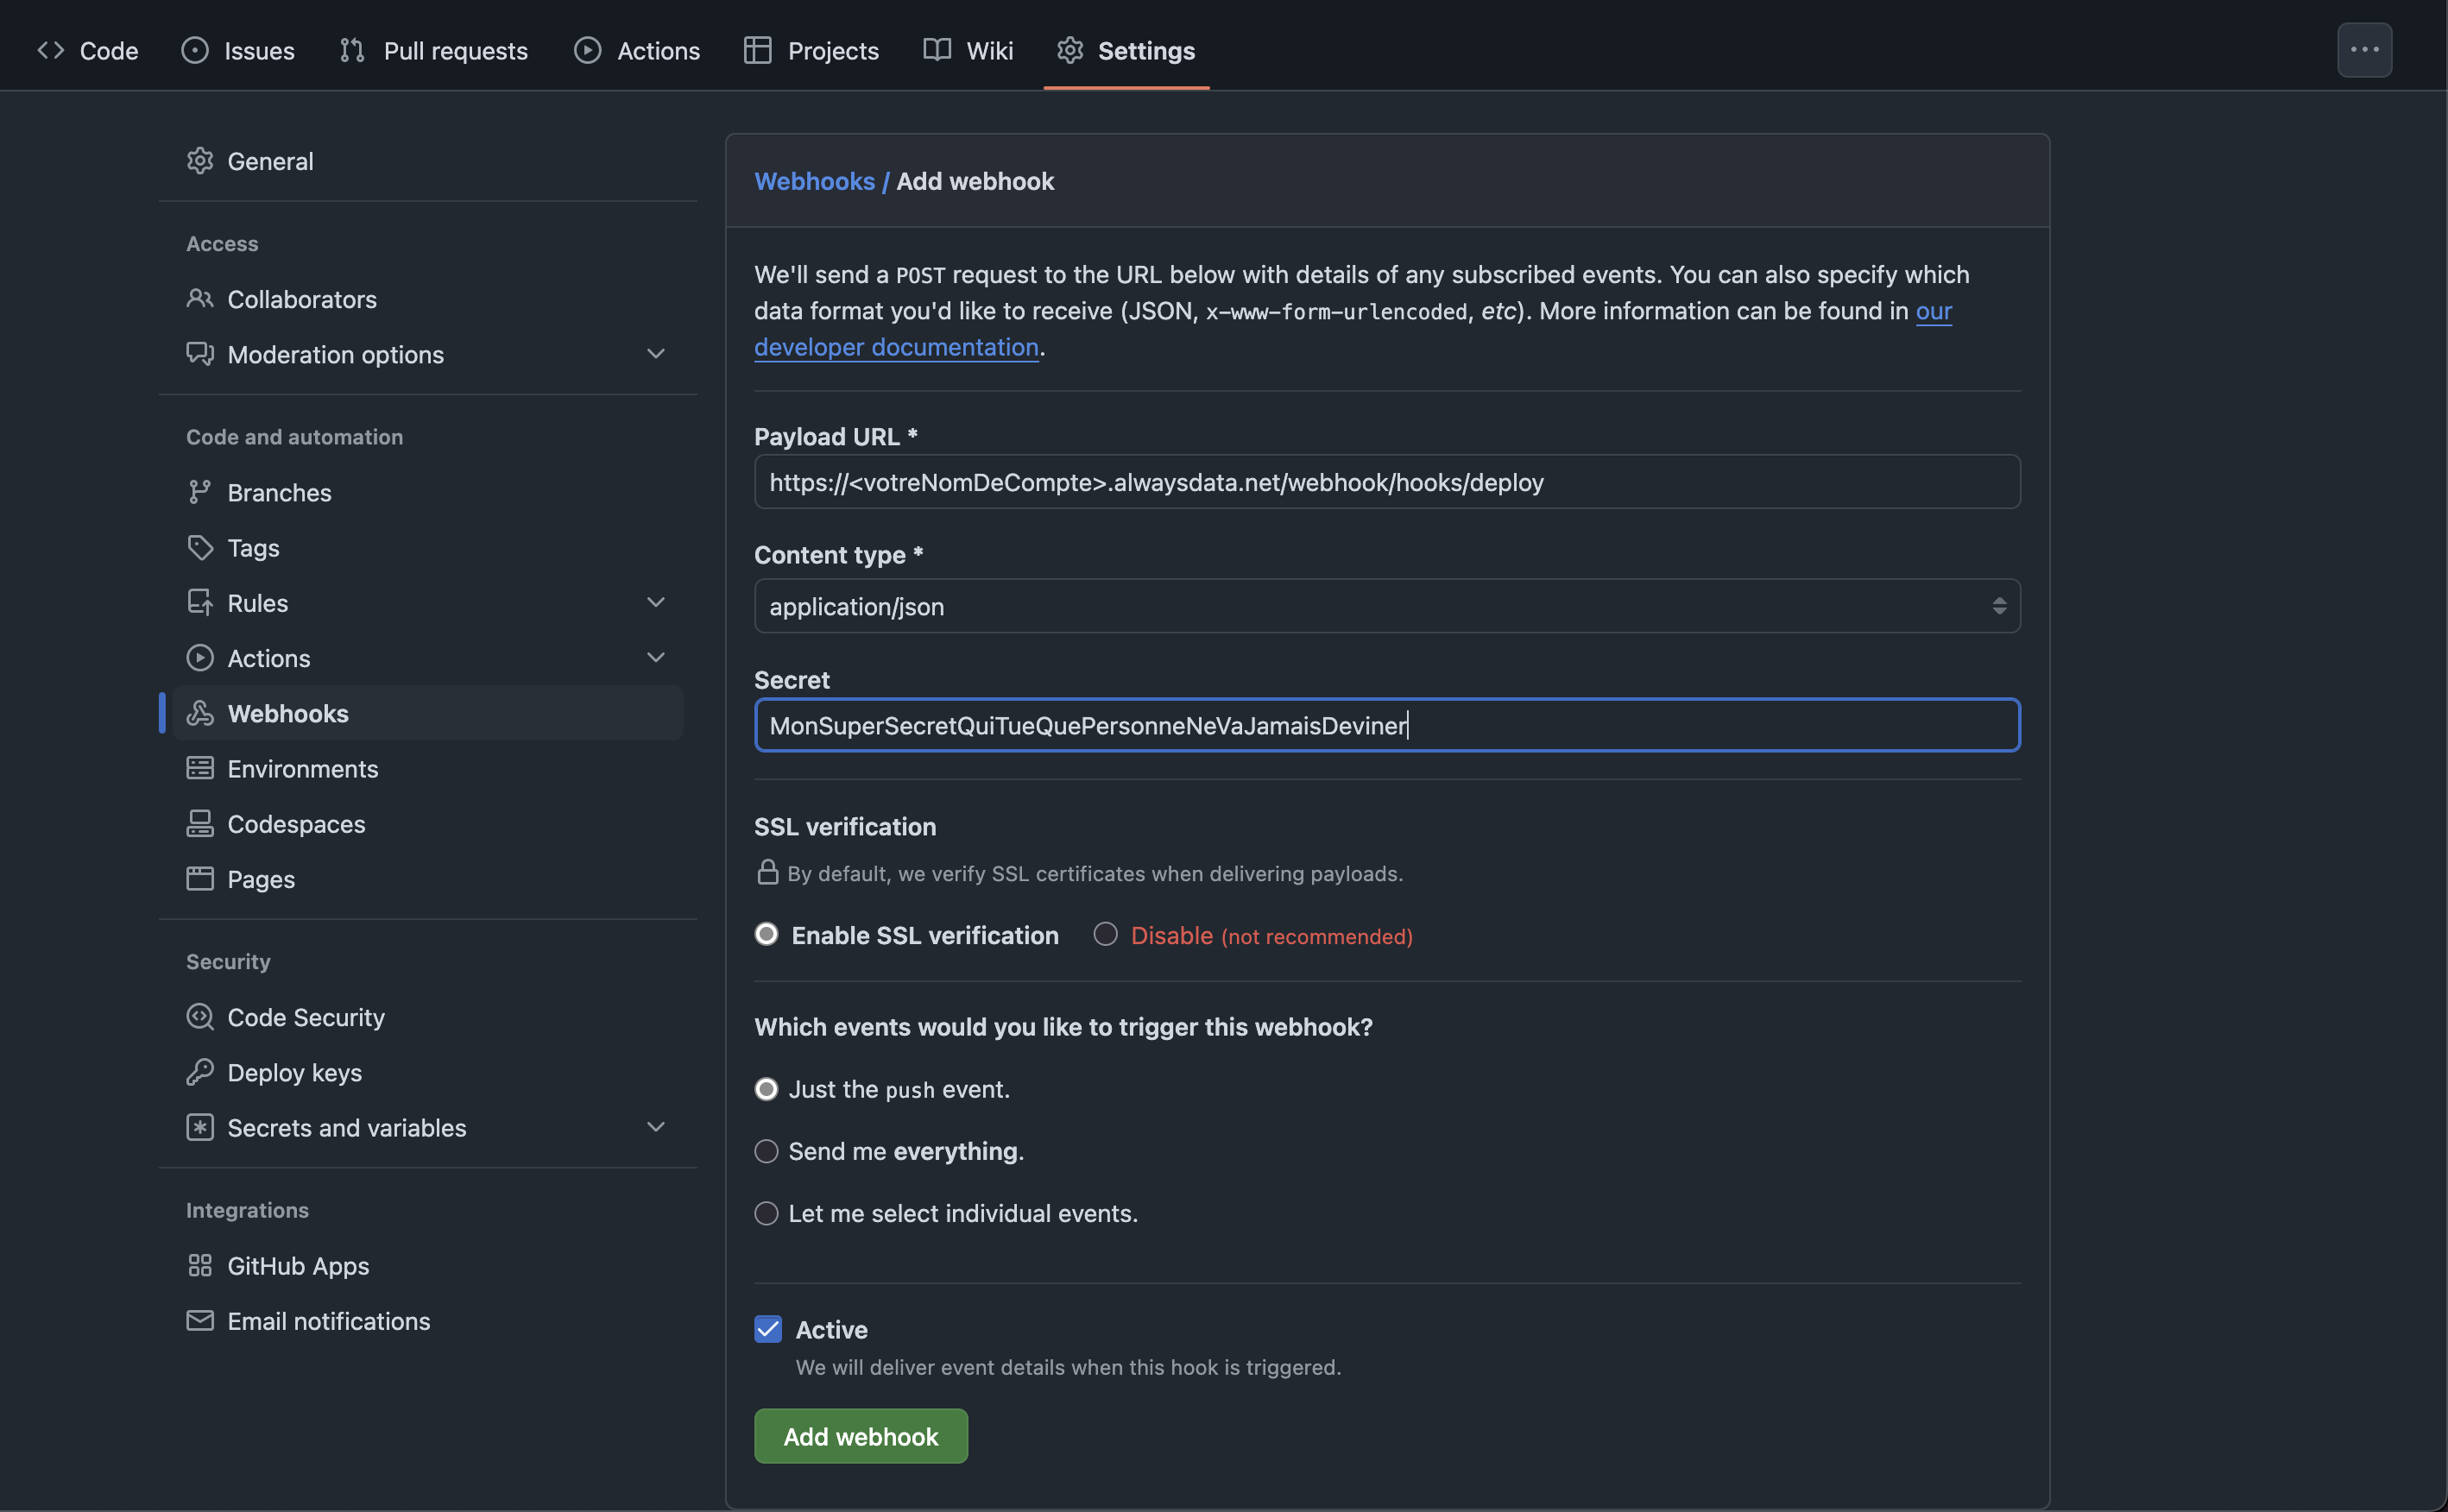 Code Issues Pull requests Actions Projects Wiki Settings
General
Access
Collaborators
Moderation options
Code and automation
Branches
Tags
Rules
Actions
Webhooks
Environments
Codespaces
Pages
Security
Code Security
Deploy keys
Secrets and variables
Integrations
GitHub Apps
Email notifications
Webhooks / Add webhook
We'll send a POST request to the URL below with details of any subscribed events. You can also specify which
data format you'd like to receive (JSON, x-www-form-urlencoded, etc). More information can be found in our
developer documentation.
Payload URL *
https://<votreNomDeCompte>.alwaysdata.net/webhook/hooks/deploy
Content type *
application/json
Secret
MonSuperSecretQuiTueQuePersonneNeVaJamaisDeviner
SSL verification
By default, we verify SSL certificates when delivering payloads.
Enable SSL verification Disable (not recommended)
Which events would you like to trigger this webhook?
Just the push event.
Send me everything.
Let me select individual events.
Active
We will deliver event details when this hook is triggered.
Add webhook